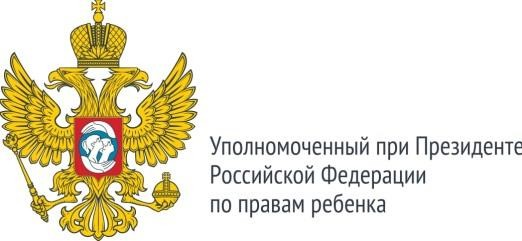 Уполномоченный при Президенте
Российской Федерации
по правам ребенка